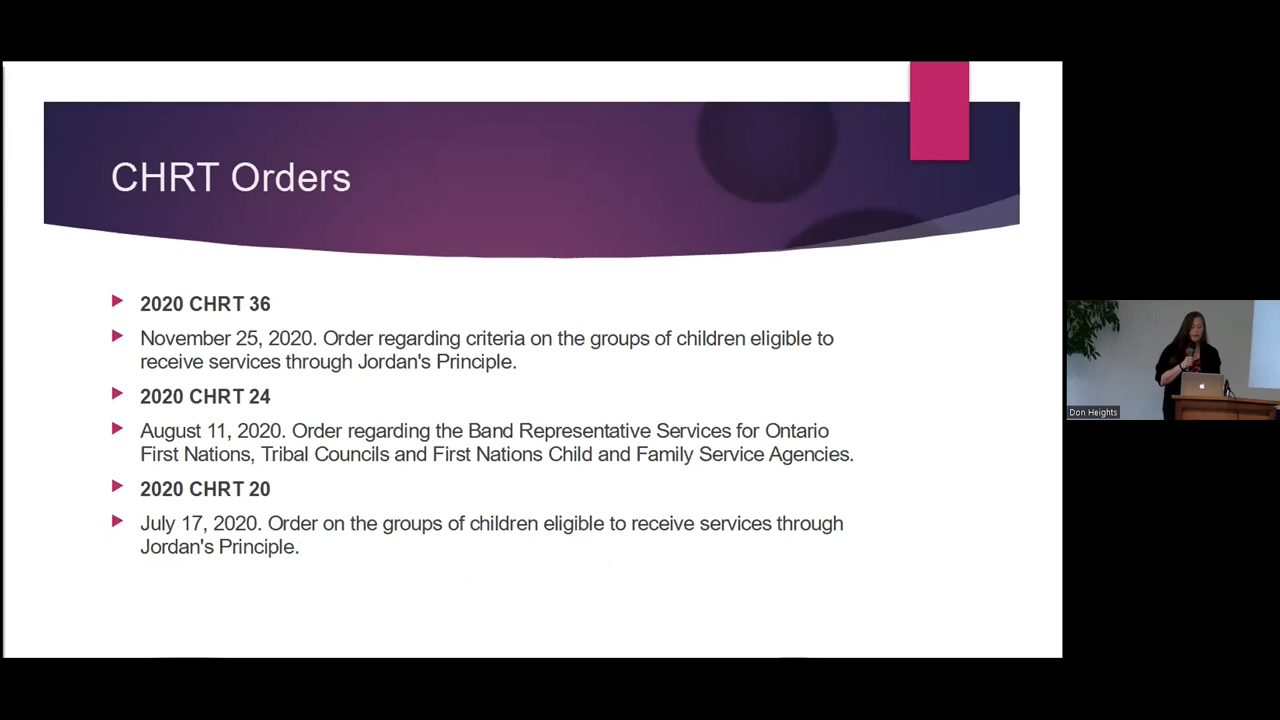 CHRT Orders
2020 CHRT 36
November 25, 2020. Order regarding criteria on the groups of children eligible to
receive services through Jordan's Principle.
2020 CHRT 24
August 11, 2020. Order regarding the Band Representative Services for Ontario
First Nations, Tribal Councils and First Nations Child and Family Service Agencies.
2020 CHRT 20
July 17, 2020. Order on the groups of children eligible to receive services through
Jordan's Principle.
Don Heights